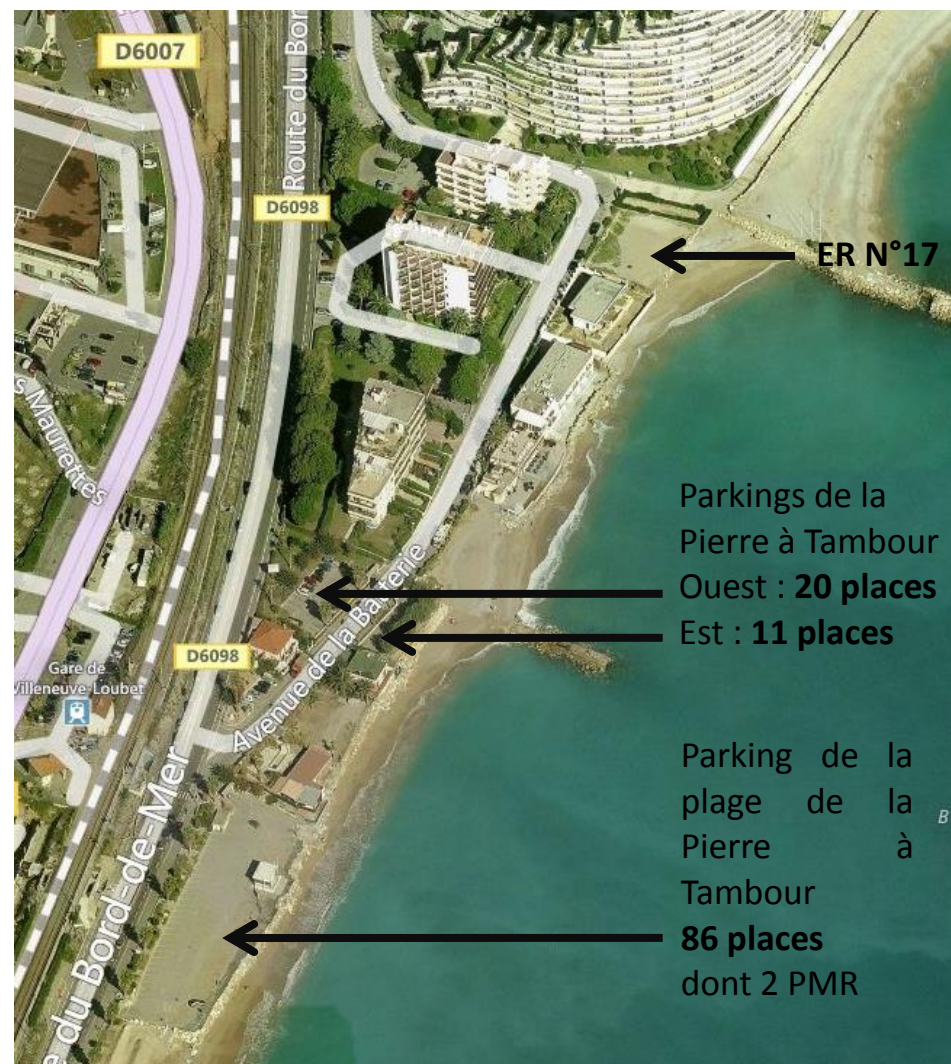 D6007
Route du Bor
D6098
ER N°17
s Maurettes
Parkings de la
Pierre à Tambour
Ouest : 20 places
Est : 11 places
Avenue de la Batterie
D6098
Gare de
Villeneuve-Loubet
Parking de la
plage de la
Pierre à
Tambour
86 places
dont 2 PMR
B
e du Bord-de-Mer